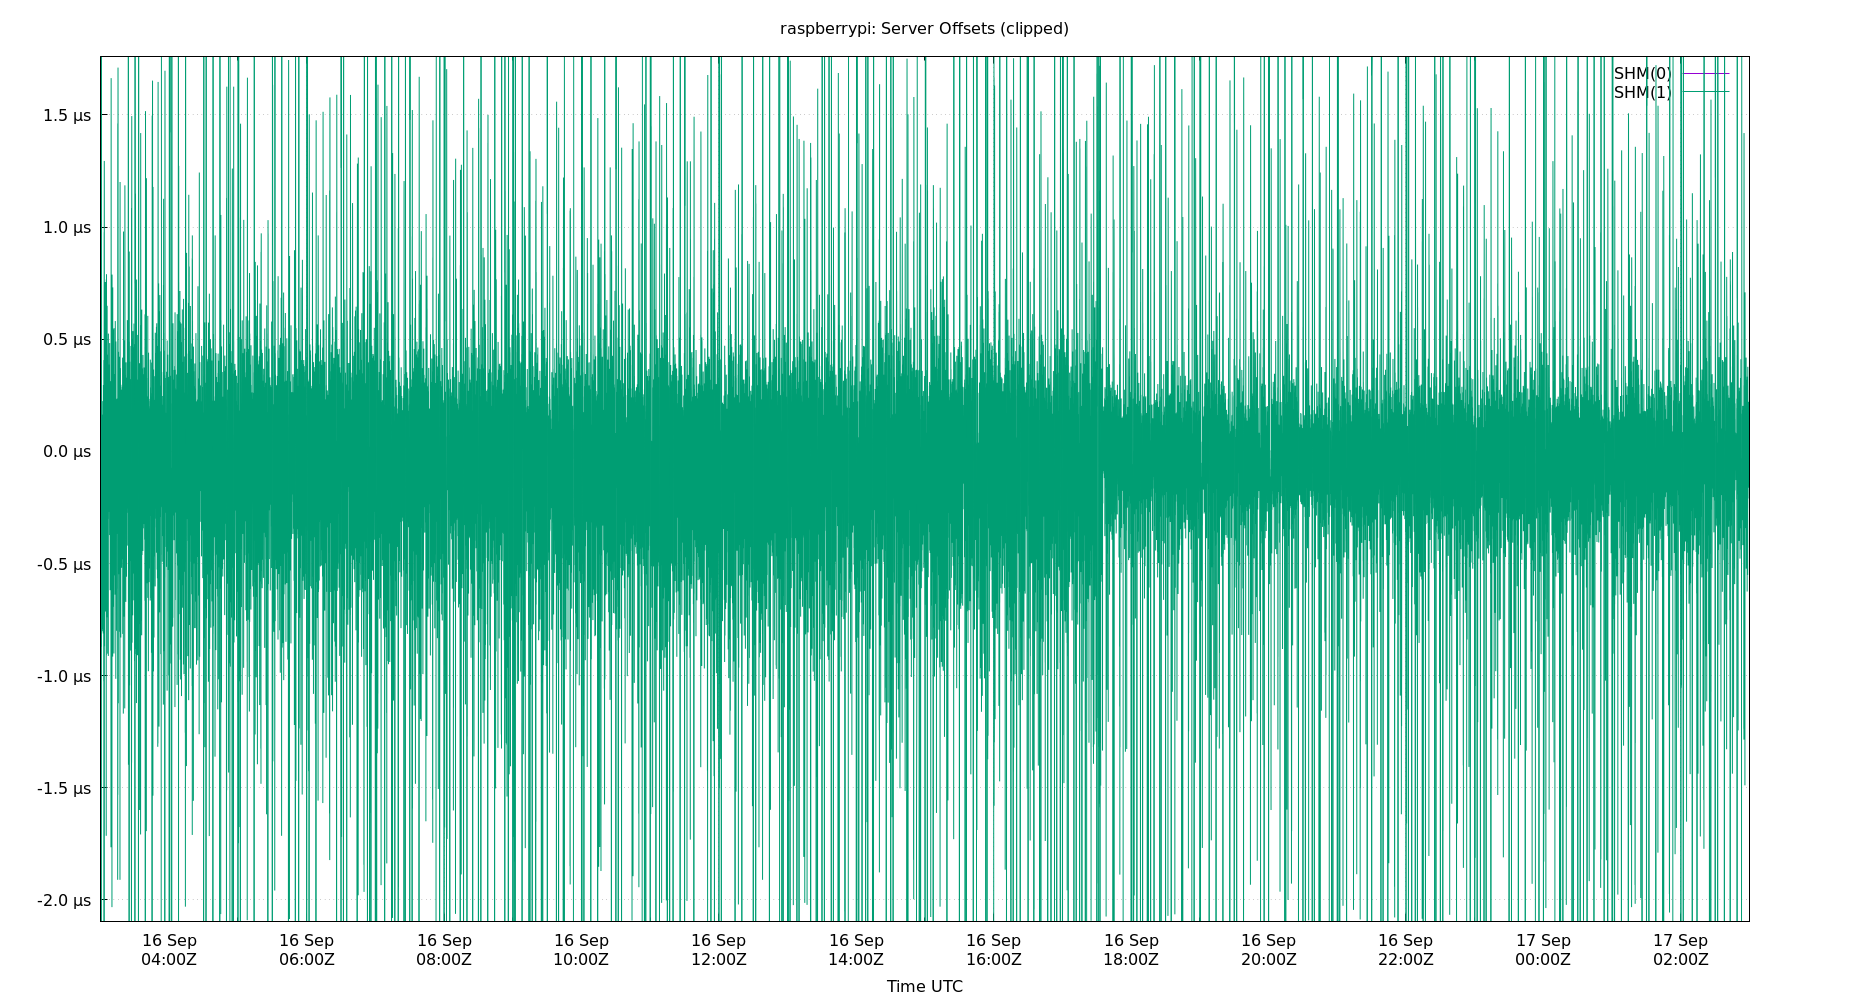 raspberrypi: Server Offsets (clipped)
SHM(0)
SHM(1)
1.5 µs
1.0 µs
0.5 µs
0.0 µs
-0.5 µs
-1.0 µs
-1.5 µs
-2.0 µs
16 Sep 16 Sep 16 Sep 16 Sep 16 Sep 16 Sep 16 Sep 16 Sep 16 Sep 16 Sep 17 Sep 17 Sep
04:00Z 06:00Z 08:00Z 10:00Z 12:00Z 14:00Z 16:00Z 18:00Z 20:00Z 22:00Z 00:00Z 02:00Z
Time UTC